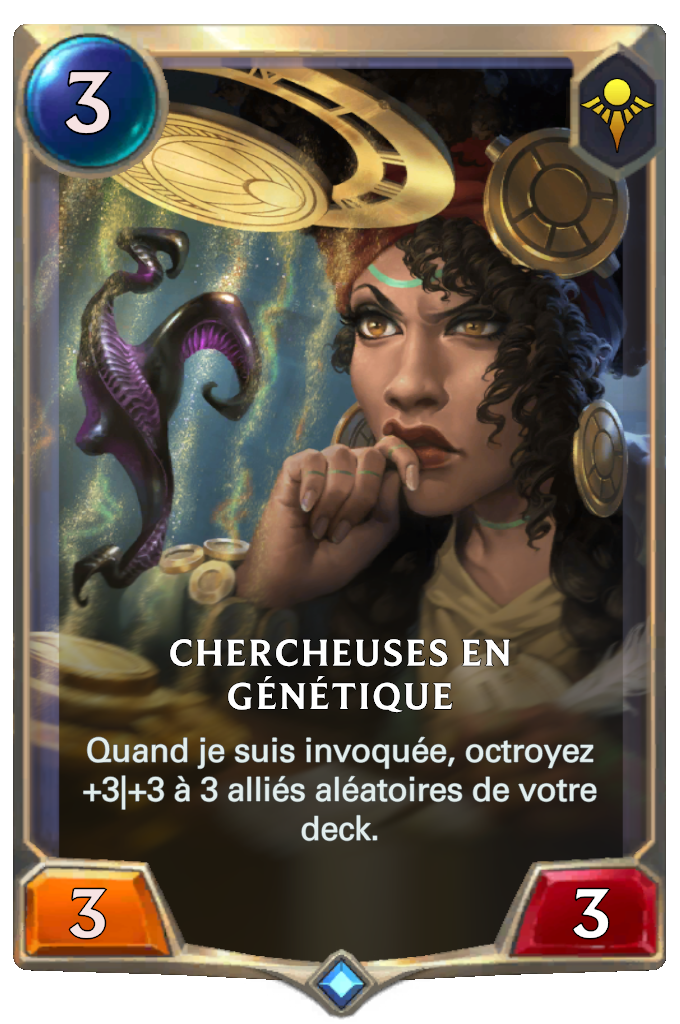 3
CHERCHEUSES EN
GÉNÉTIQUE
Quand je suis invoquée, octroyez
+3|+3 à 3 alliés aléatoires de votre
deck.
3
3